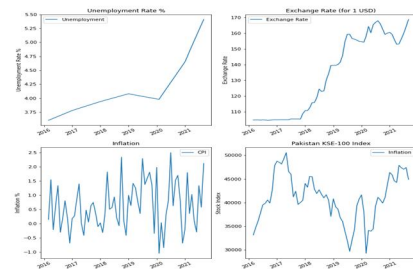 Unemployment Rate %
Unemployment
Unemployment Rate %
5.50
5.25
5.00
4.75
4.50
4.25
4.00
3.75
2016 2017 2018 2019 2020 2021
Exchange Rate (for 1 USD)
Exchange Rate
Exchange Rate
170
160
150
140
130
120
110
2016 2017 2018 2019 2020 2021
Inflation
CPI
Inflation %
2.5
2.0
1.5
1.0
0.5
0.0
−0.5
−1.0
2016 2017 2018 2019 2020 2021
Pakistan KSE-100 Index
Inflation
Stock Index
50000
45000
40000
35000
30000
2016 2017 2018 2019 2020 2021